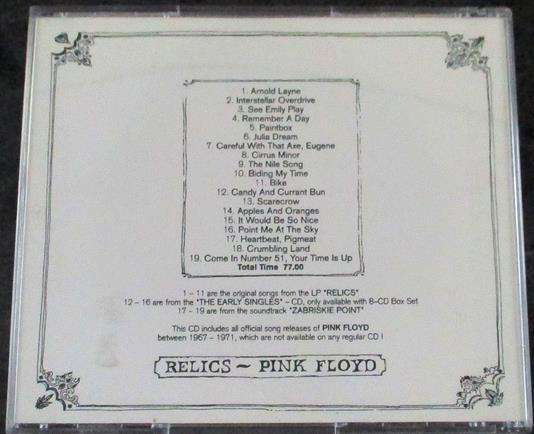 1. Arnold Layne
2. Interstellar Overdrive
3. See Emily Play
4. Remember A Day
5. Paintbox
6. Julia Dream
7. Careful With That Axe, Eugene
8. Cirrus Minor
9. The Nile Song
10. Biding My Time
11. Bike
12. Candy And Currant Bun
13. Scarecrow
14. Apples And Oranges
15. It Would Be So Nice
16. Point Me At The Sky
17. Heartbeat, Pigmeat
18. Crumbling Land
19. Come In Number 51, Your Time Is Up
Total Time 77.00
1 – 11 are the original songs from the LP "RELICS"
12 – 16 are from the "THE EARLY SINGLES" – CD, only available with 8–CD Box Set
17 – 19 are from the soundtrack "ZABRISKIE POINT"
This CD includes all official song releases of PINK FLOYD
between 1967 – 1971, which are not available on any regular CD !
RELICS ~ PINK FLOYD